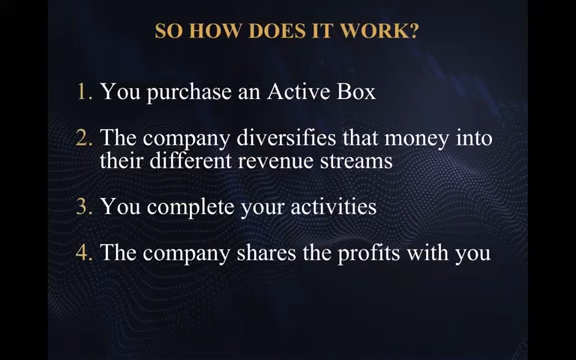 SO HOW DOES IT WORK?
1. You purchase an Active Box
2. The company diversifies that money into
their different revenue streams
3. You complete your activities
4. The company shares the profits with you